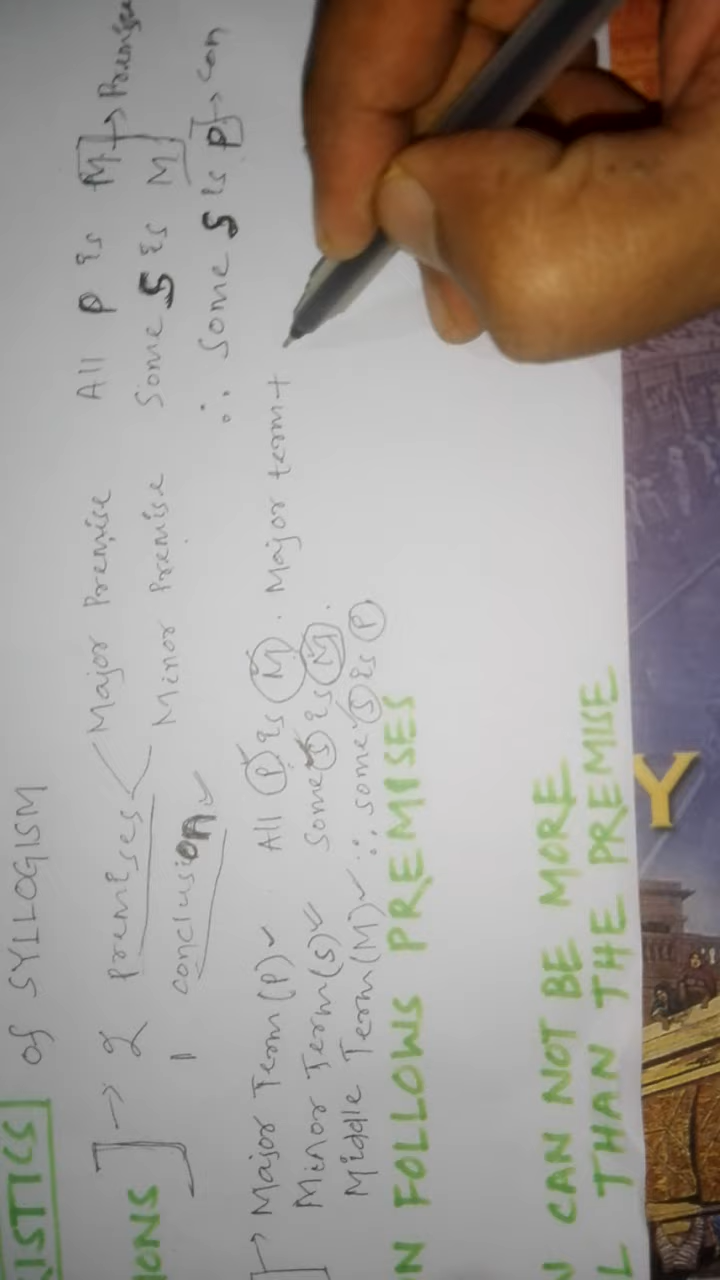 ISTICS of SYLLOGISM
IONS → 2 premises Major Premise All P is M → Premise
1 conclusion Minor Premise Some S is M
∴ Some S is P → Con
→ Major Term (P) ✓ All P is M. Major term +
Minor Term (S) ✓ Some S is M.
Middle Term (M) ✓ ∴ some S is P
N FOLLOWS PREMISES
N CAN NOT BE MORE
L THAN THE PREMISE
Y